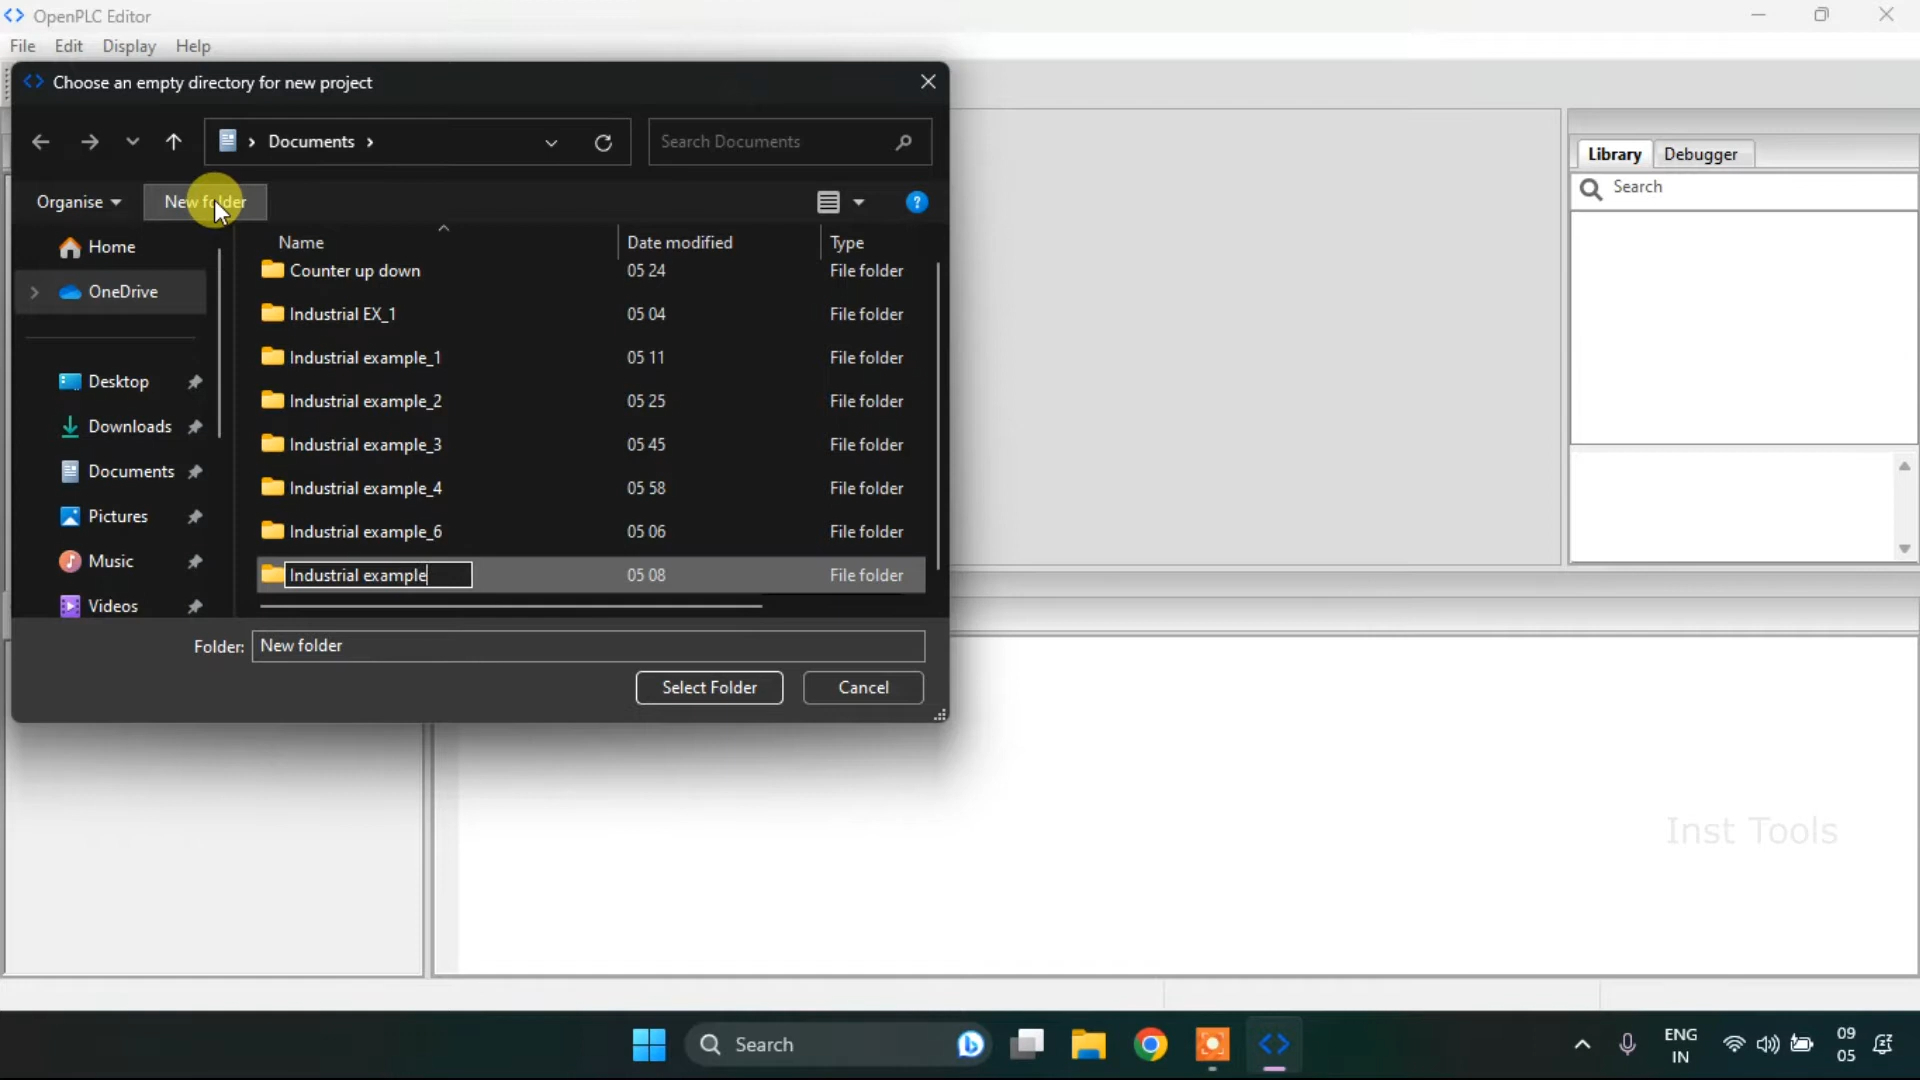 OpenPLC Editor
File Edit Display Help
Choose an empty directory for new project
Documents
Search Documents
Organise New folder
Name Date modified Type
Home
OneDrive
Desktop
Downloads
Documents
Pictures
Music
Videos
Counter up down 05 24 File folder
Industrial EX_1 05 04 File folder
Industrial example_1 05 11 File folder
Industrial example_2 05 25 File folder
Industrial example_3 05 45 File folder
Industrial example_4 05 58 File folder
Industrial example_6 05 06 File folder
Industrial example 05 08 File folder
Folder: New folder
Select Folder Cancel
Library Debugger
Search
Inst Tools
Search
ENG
IN
09
05